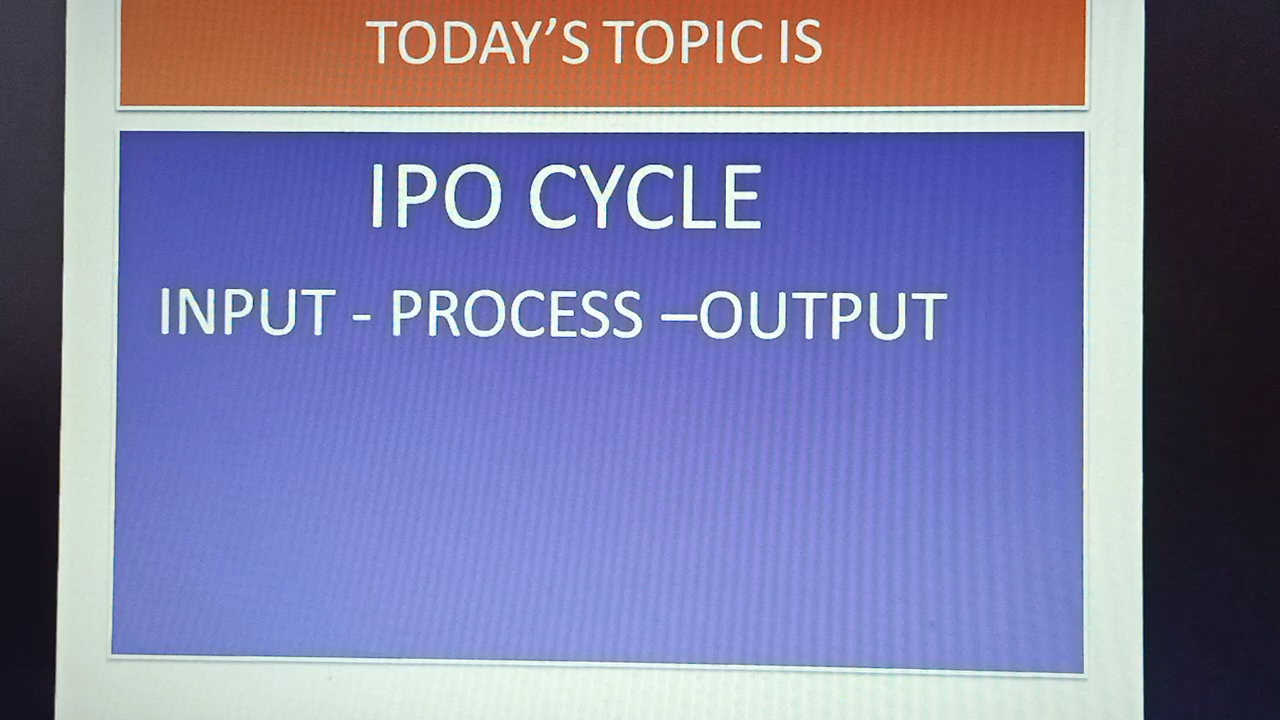 TODAY'S TOPIC IS
IPO CYCLE
INPUT - PROCESS –OUTPUT